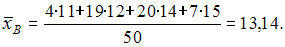 x̄_B = (4·11+19·12+20·14+7·15)/50 = 13,14.